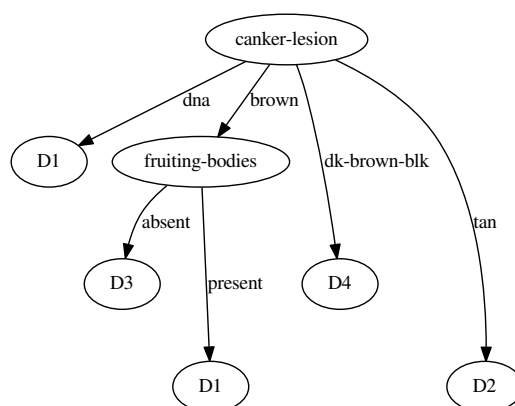 canker-lesion
dna
brown
D1
fruiting-bodies
dk-brown-blk
absent
tan
D3
present
D4
D1
D2